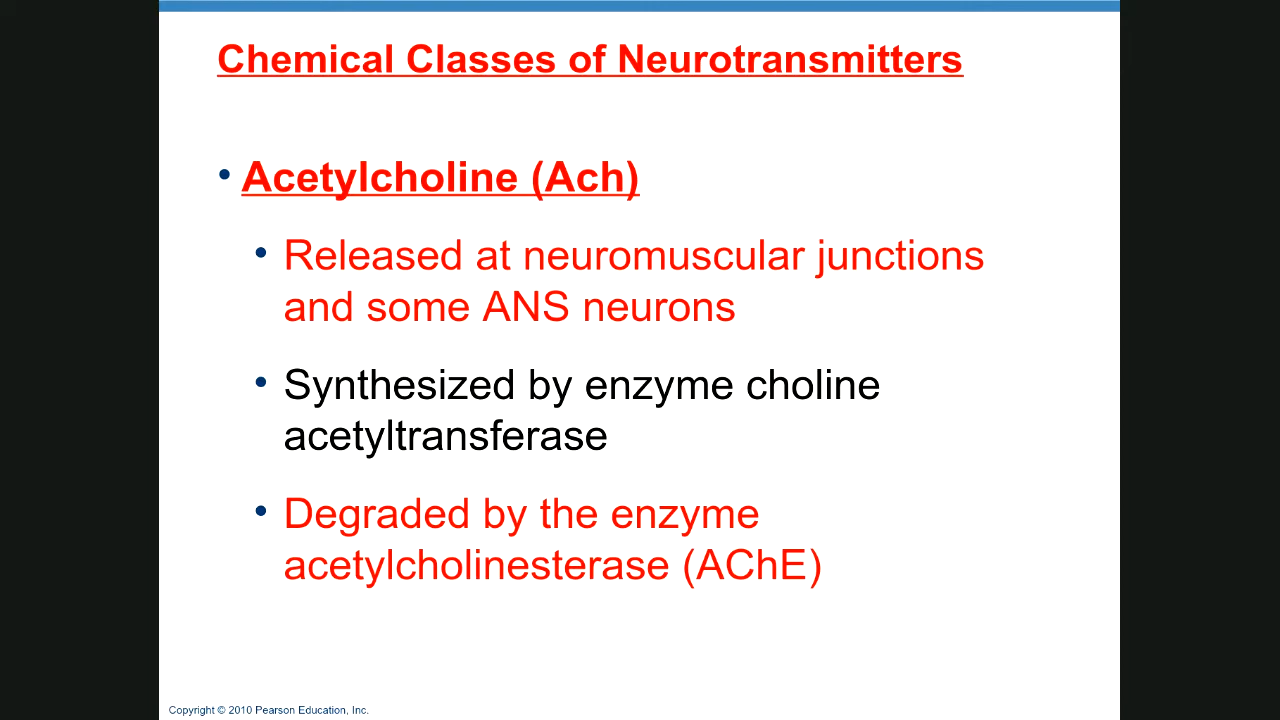 Chemical Classes of Neurotransmitters
• Acetylcholine (Ach)
• Released at neuromuscular junctions
and some ANS neurons
• Synthesized by enzyme choline
acetyltransferase
• Degraded by the enzyme
acetylcholinesterase (AChE)
Copyright © 2010 Pearson Education, Inc.